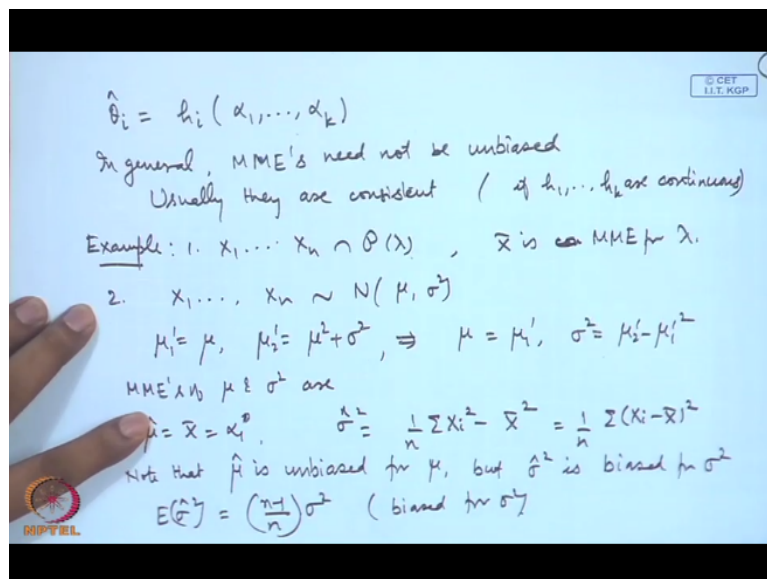 © CET
I.I.T. KGP
θ̂ᵢ = hᵢ ( α₁, ..., αₖ)
In general, MME's need not be unbiased
Usually they are consistent ( if h₁, ... hₖ are continuous)
Example: 1. X₁ ... Xₙ ∩ P(λ) , X̄ is MME for λ.
2. X₁, ..., Xₙ ~ N( μ, σ²)
μ₁' = μ, μ₂' = μ² + σ² , ⇒ μ = μ₁', σ² = μ₂' - μ₁'²
MME's of μ & σ² are
μ̂ = X̄ = α₁, σ̂² = 1/n Σ Xᵢ² - X̄² = 1/n Σ (Xᵢ - X̄)²
Note that μ̂ is unbiased for μ, but σ̂² is biased for σ²
E(σ̂²) = ((n-1)/n) σ² ( biased for σ²)
NPTEL